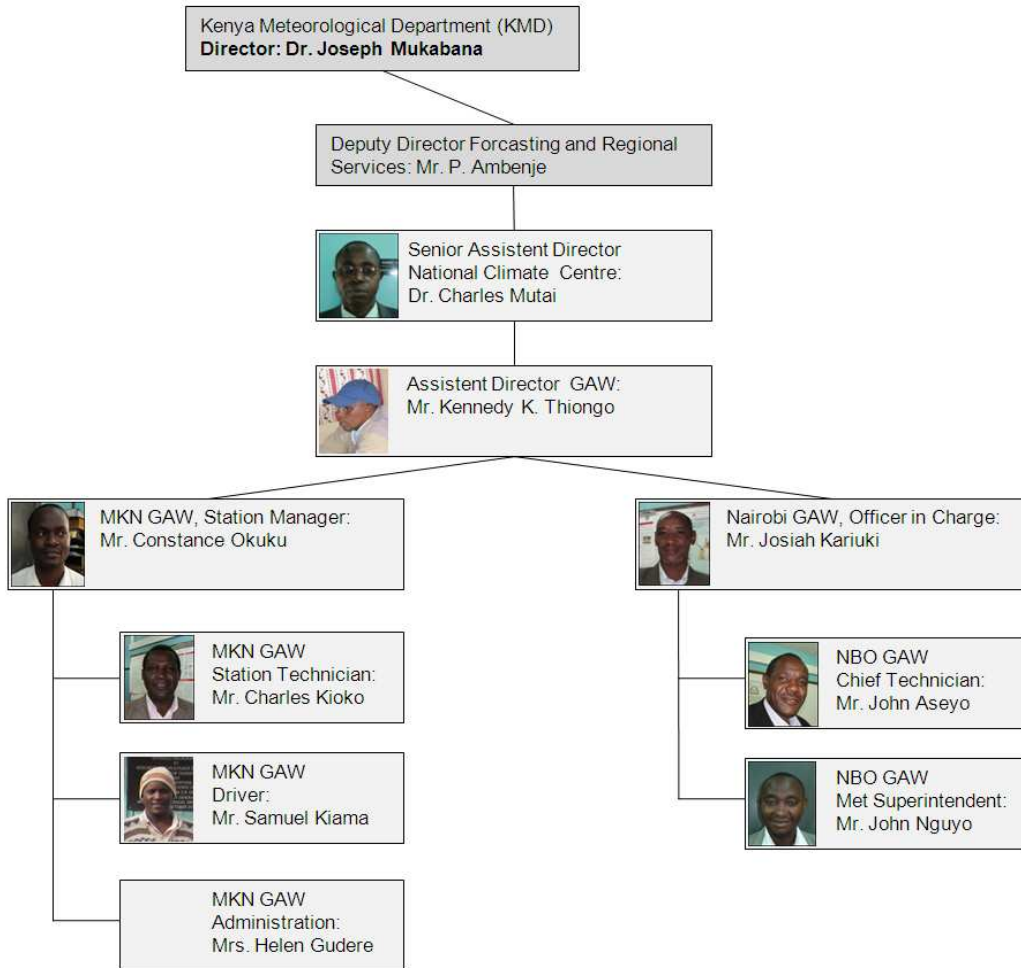 Kenya Meteorological Department (KMD)
Director: Dr. Joseph Mukabana
Deputy Director Forcasting and Regional
Services: Mr. P. Ambenje
Senior Assistent Director
National Climate Centre:
Dr. Charles Mutai
Assistent Director GAW:
Mr. Kennedy K. Thiongo
MKN GAW, Station Manager:
Mr. Constance Okuku
MKN GAW
Station Technician:
Mr. Charles Kioko
MKN GAW
Driver:
Mr. Samuel Kiama
MKN GAW
Administration:
Mrs. Helen Gudere
Nairobi GAW, Officer in Charge:
Mr. Josiah Kariuki
NBO GAW
Chief Technician:
Mr. John Aseyo
NBO GAW
Met Superintendent:
Mr. John Nguyo